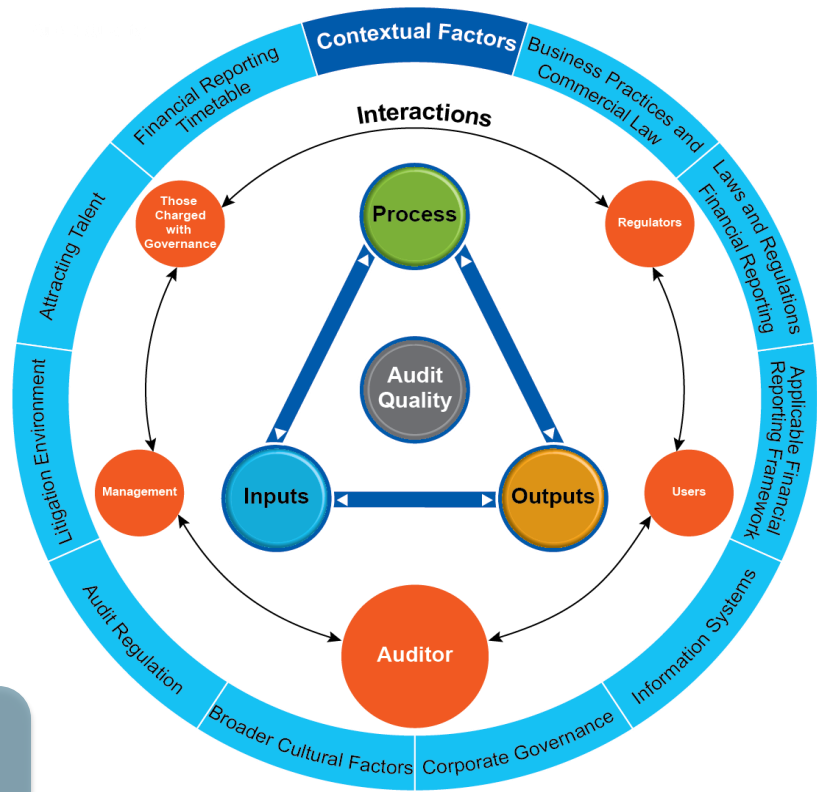 Contextual Factors
Business Practices and
Commercial Law
Laws and Regulations
Financial Reporting
Applicable Financial
Reporting Framework
Information Systems
Corporate Governance
Broader Cultural Factors
Audit Regulation
Litigation Environment
Attracting Talent
Financial Reporting
Timetable
Interactions
Those
Charged
with
Governance
Process
Regulators
Audit
Quality
Management
Inputs
Outputs
Users
Auditor